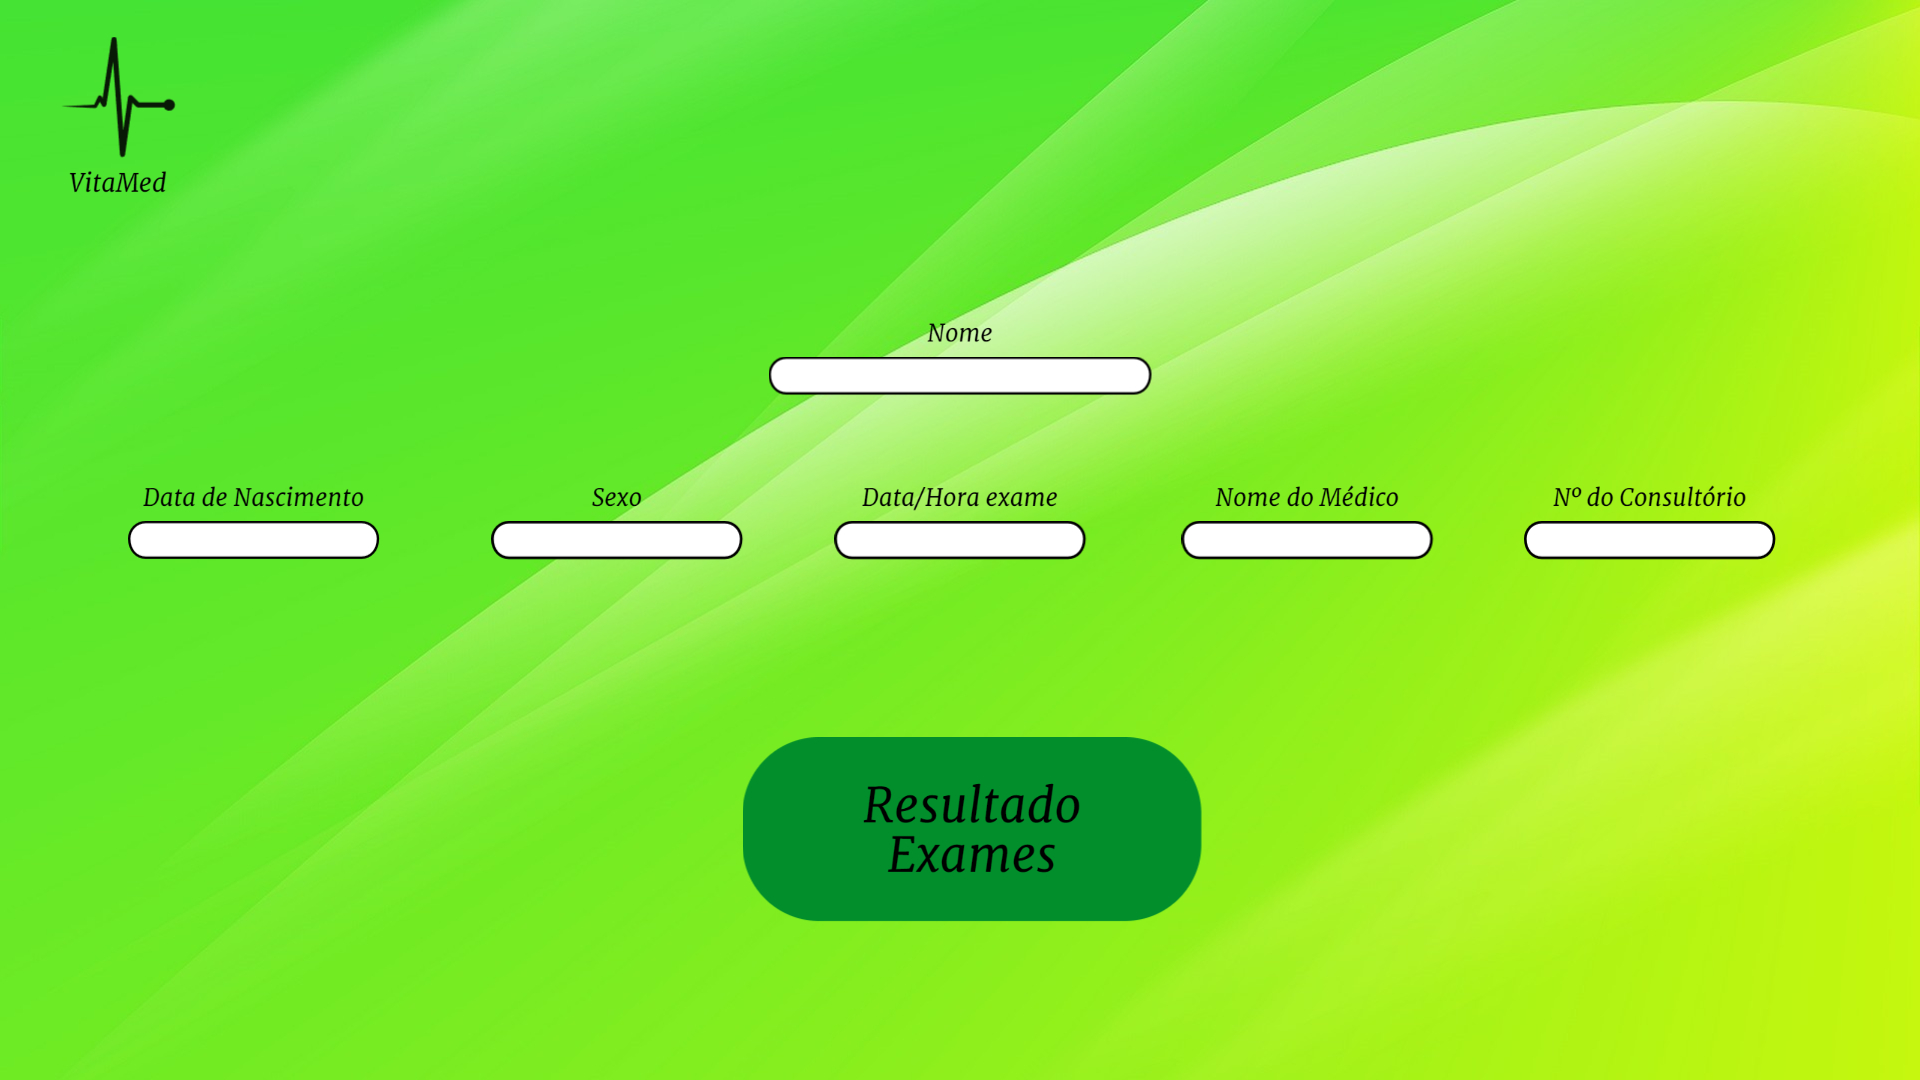 VitaMed
Nome
Data de Nascimento
Sexo
Data/Hora exame
Nome do Médico
Nº do Consultório
Resultado
Exames